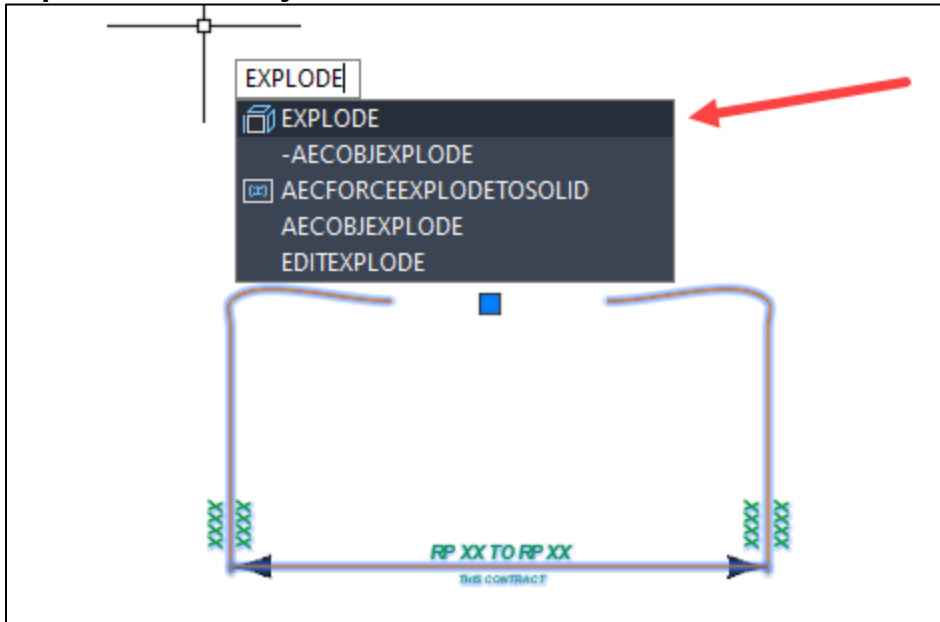 EXPLODE
EXPLODE
-AECOBJEXPLODE
AECFORCEEXPLODETOSOLID
AECOBJEXPLODE
EDITEXPLODE
XXXX XXXX XXXX XXXX
RP XX TO RP XX
THIS CONTRACT